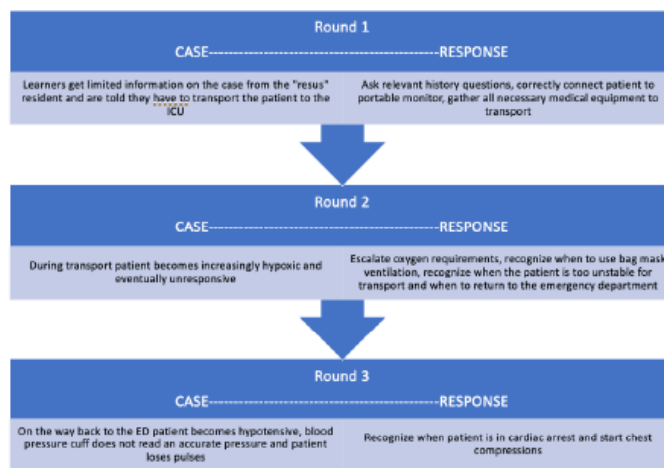 Round 1
CASE----------------------------------------------RESPONSE
Learners get limited information on the case from the "resus"
resident and are told they have to transport the patient to the
ICU
Ask relevant history questions, correctly connect patient to
portable monitor, gather all necessary medical equipment to
transport
Round 2
CASE----------------------------------------------RESPONSE
During transport patient becomes increasingly hypoxic and
eventually unresponsive
Escalate oxygen requirements, recognize when to use bag mask
ventilation, recognize when the patient is too unstable for
transport and when to return to the emergency department
Round 3
CASE----------------------------------------------RESPONSE
On the way back to the ED patient becomes hypotensive, blood
pressure cuff does not read an accurate pressure and patient
loses pulses
Recognize when patient is in cardiac arrest and start chest
compressions